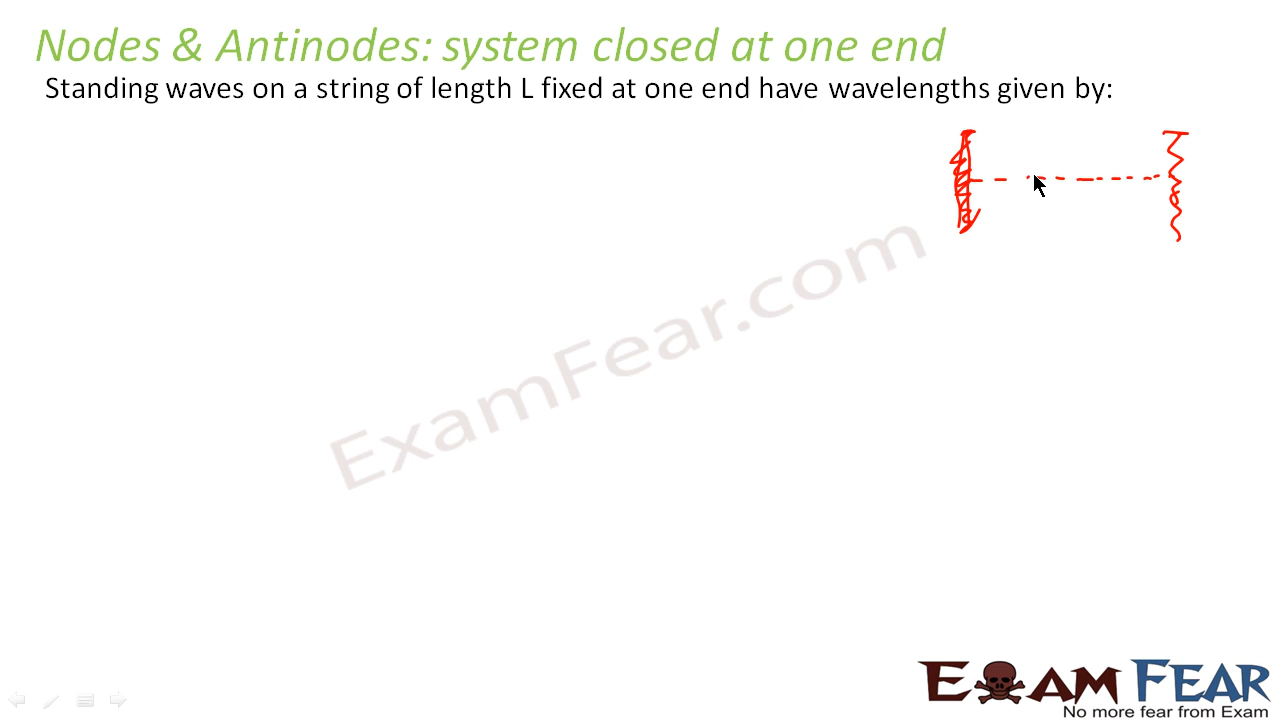 Nodes & Antinodes: system closed at one end
Standing waves on a string of length L fixed at one end have wavelengths given by:
ExamFear.com
EXAM FEAR
No more fear from Exam